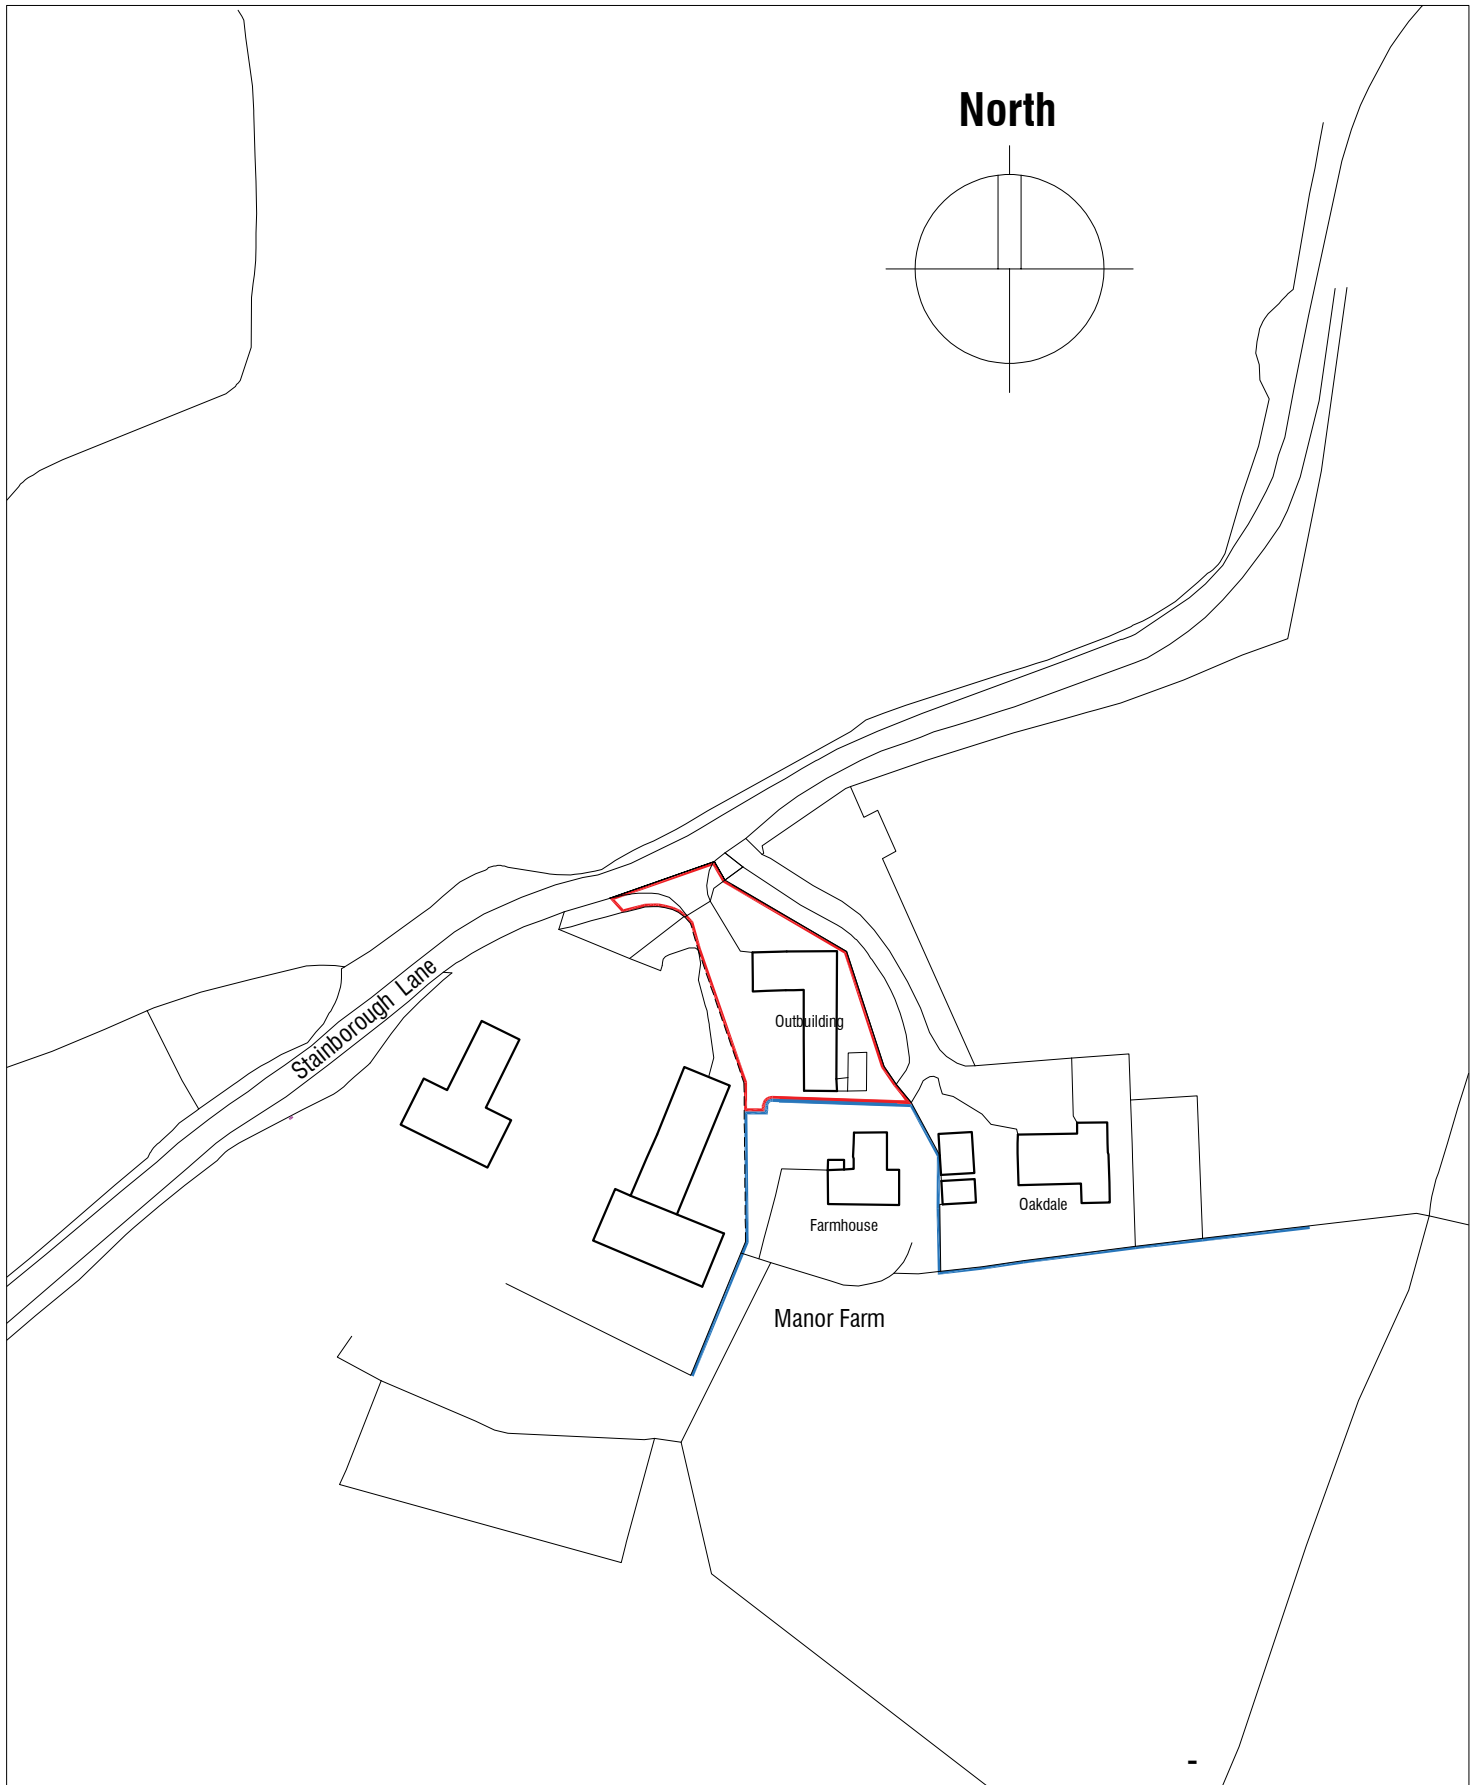 North
Stainborough Lane
Outbuilding
Oakdale
Farmhouse
Manor Farm
-